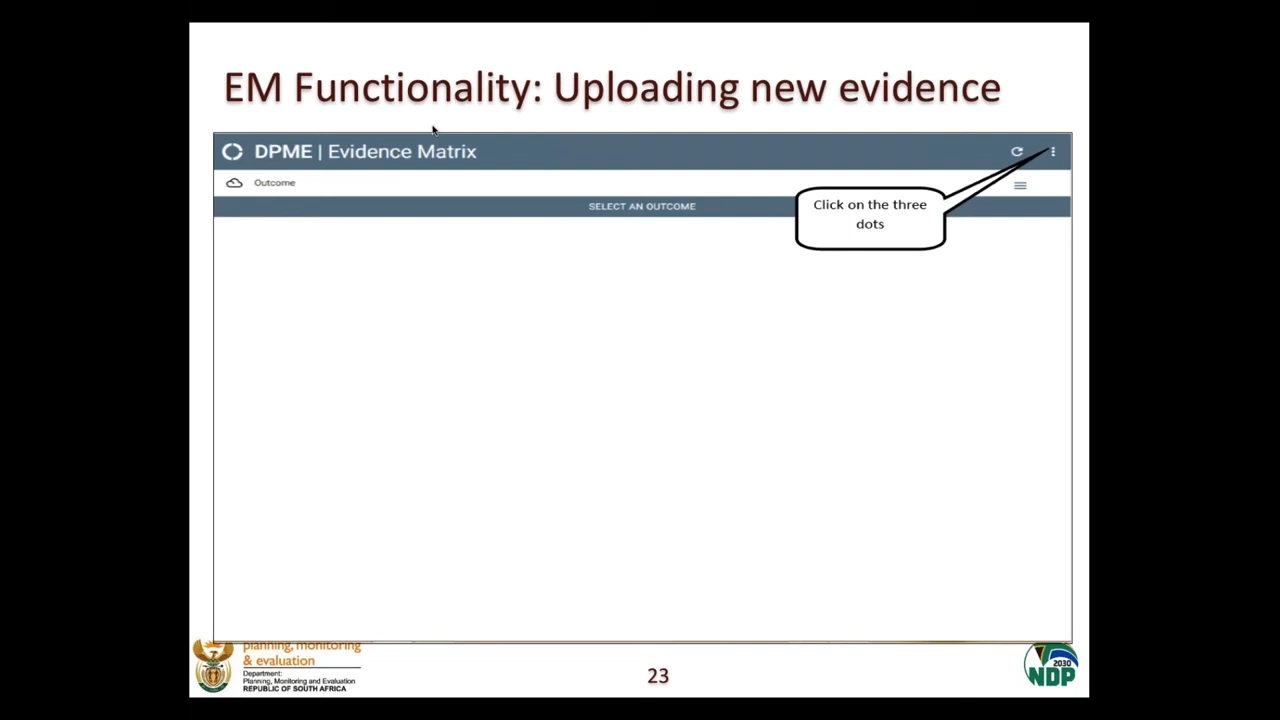 EM Functionality: Uploading new evidence
DPME | Evidence Matrix
Outcome
SELECT AN OUTCOME
Click on the three
dots
planning, monitoring
& evaluation
Department:
Planning, Monitoring and Evaluation
REPUBLIC OF SOUTH AFRICA
23
2030
NDP